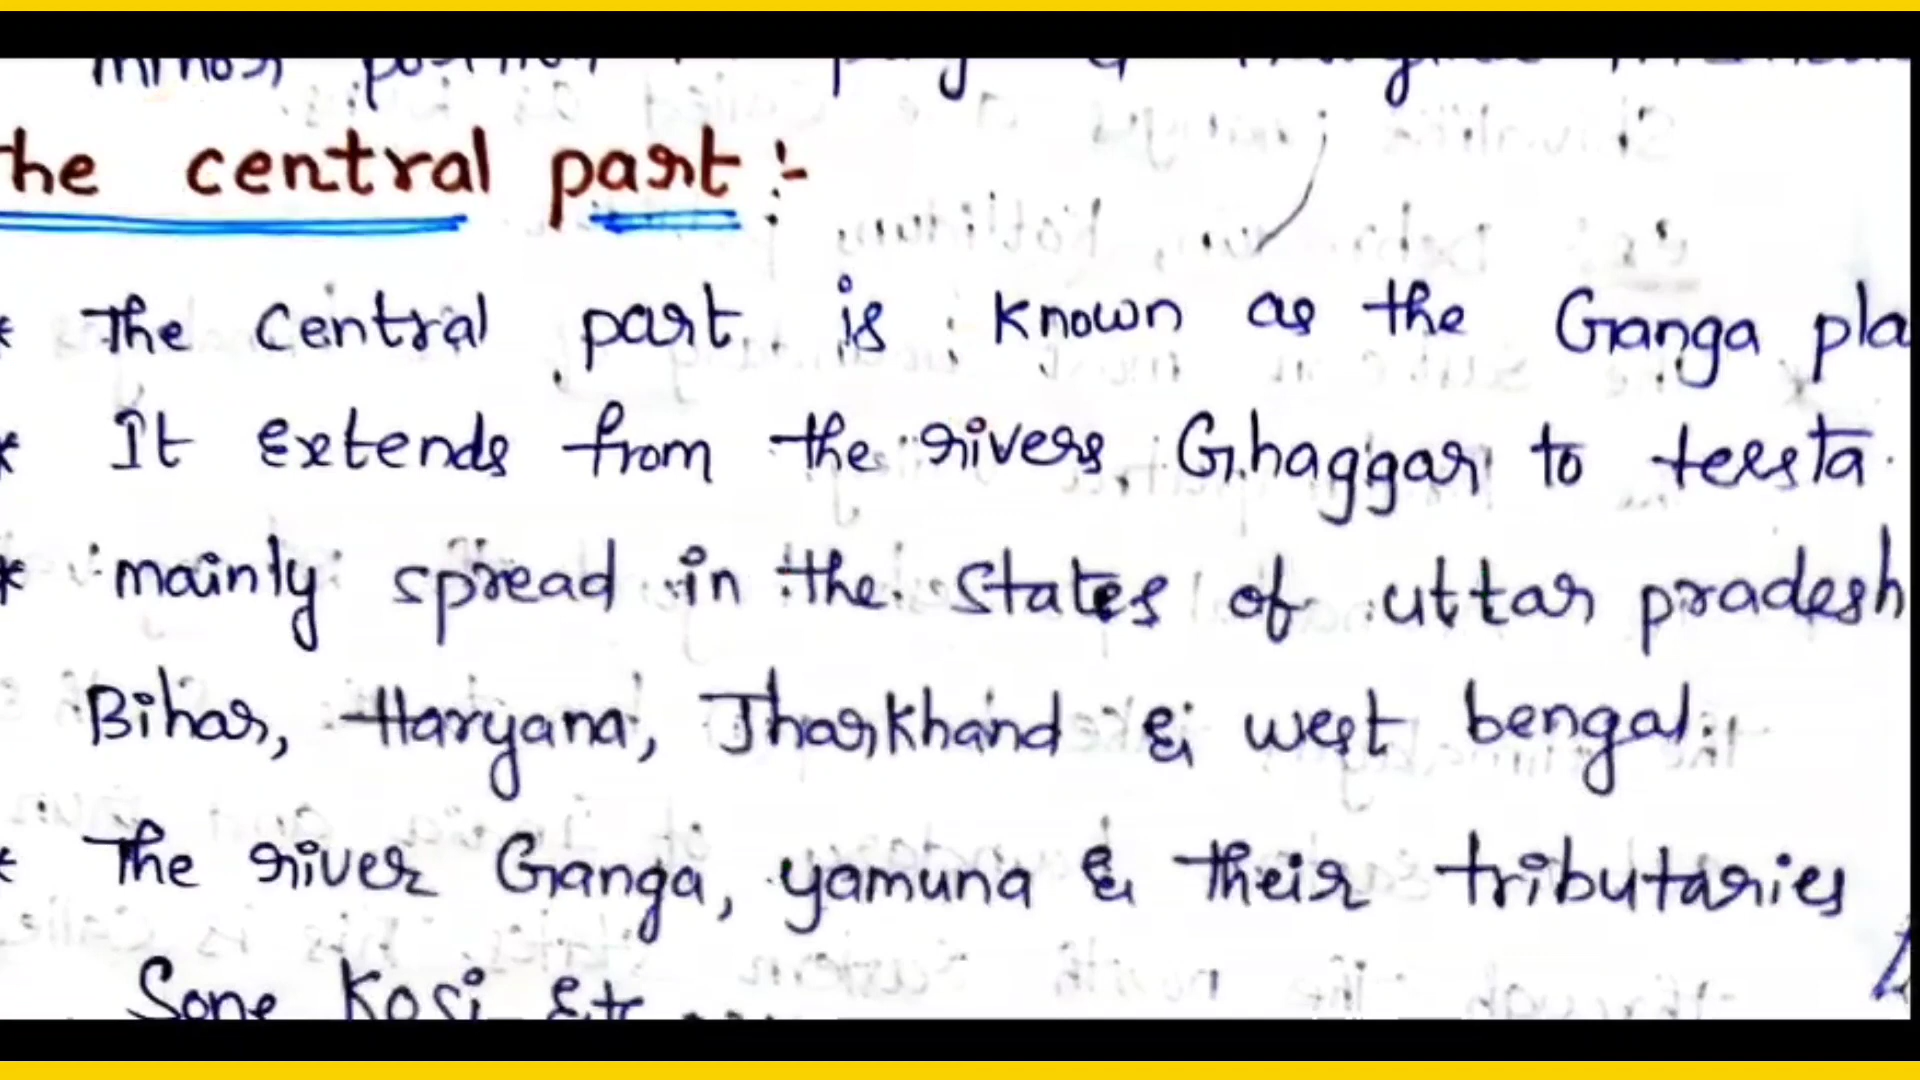 he central part :-
* The Central part is known as the Ganga pla
* It Extends from the rivers Ghaggar to teesta.
* mainly spread in the States of uttar pradesh
Bihar, Haryana, Jharkhand & west bengal.
* The river Ganga, yamuna & their tributaries
Sone Kosi Etc